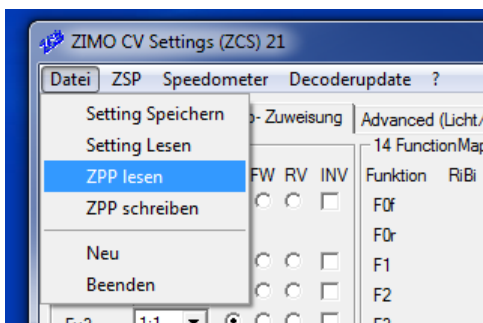 ZIMO CV Settings (ZCS) 21
Datei ZSP Speedometer Decoderupdate ?
Setting Speichern
Setting Lesen
ZPP lesen
ZPP schreiben
Neu
Beenden
Zuweisung Advanced (Licht/
14 FunctionMap
FW RV INV Funktion RiBi
F0f
F0r
F1
F2
1:1